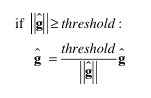 if ||ĝ|| ≥ threshold :
ĝ = threshold / ||ĝ|| ĝ